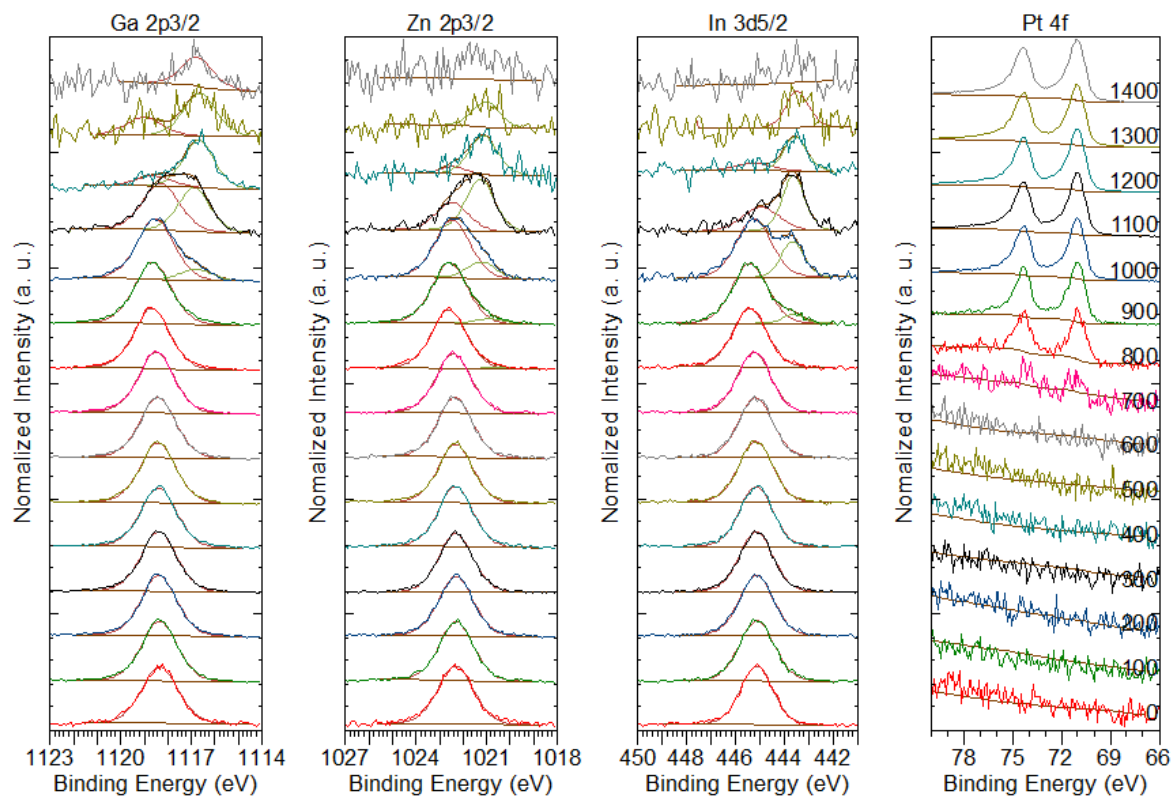 Ga 2p3/2
Zn 2p3/2
In 3d5/2
Pt 4f
Nomalized Intensity (a. u.)
Nomalized Intensity (a. u.)
Nomalized Intensity (a. u.)
Nomalized Intensity (a. u.)
1400
1300
1200
1100
1000
900
800
700
600
500
400
300
200
100
0
1123 1120 1117 1114
1027 1024 1021 1018
450 448 446 444 442
78 75 72 69 66
Binding Energy (eV)
Binding Energy (eV)
Binding Energy (eV)
Binding Energy (eV)